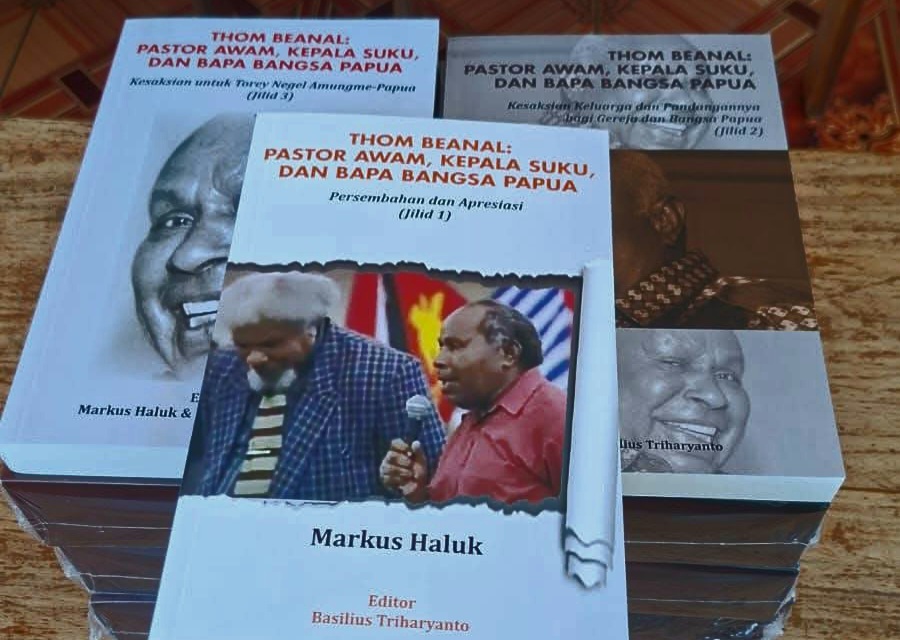 THOM BEANAL:
PASTOR AWAM, KEPALA SUKU,
DAN BAPA BANGSA PAPUA
Kesaksian untuk Torey Negel Amungme-Papua
(Jilid 3)
Markus Haluk &
THOM BEANAL:
PASTOR AWAM, KEPALA SUKU,
DAN BAPA BANGSA PAPUA
Kesaksian Keluarga dan Pandangannya
bagi Gereja dan Bangsa Papua
(Jilid 2)
Triharyanto
THOM BEANAL:
PASTOR AWAM, KEPALA SUKU,
DAN BAPA BANGSA PAPUA
Persembahan dan Apresiasi
(Jilid 1)
Markus Haluk
Editor
Basilius Triharyanto